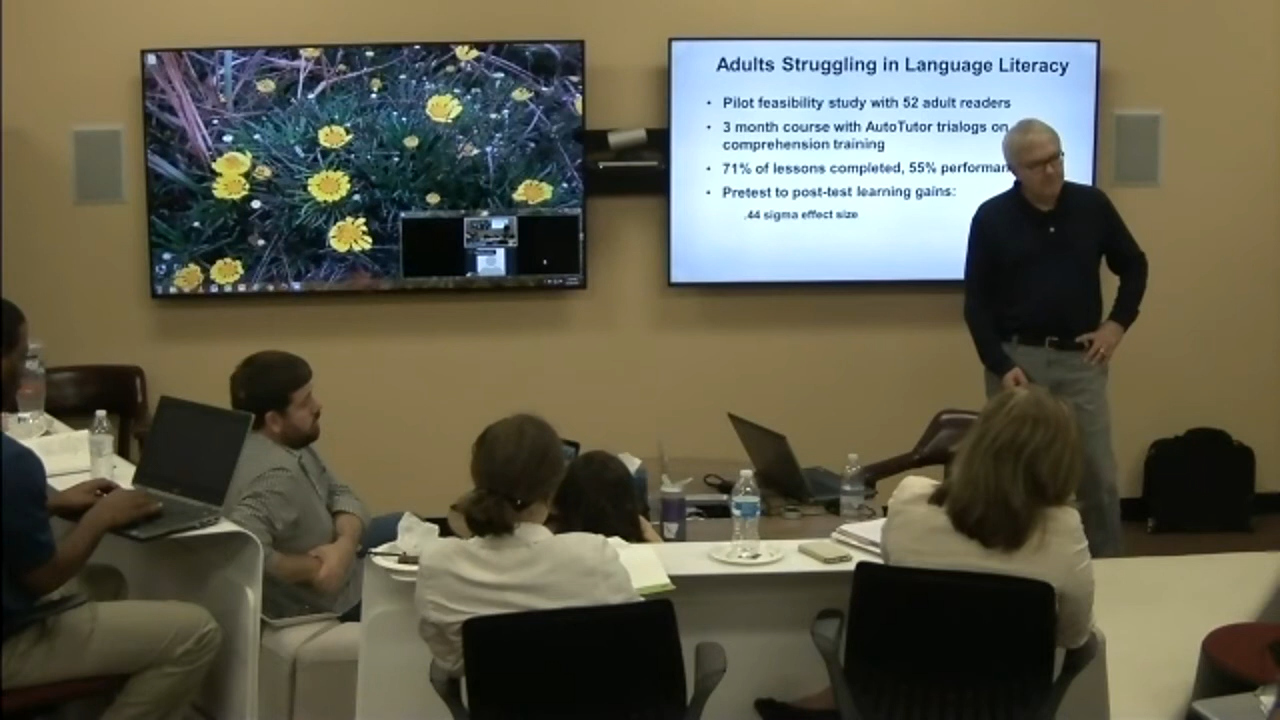 Adults Struggling in Language Literacy
• Pilot feasibility study with 52 adult readers
• 3 month course with AutoTutor trialogs on
comprehension training
• 71% of lessons completed, 55% performan
• Pretest to post-test learning gains:
.44 sigma effect size